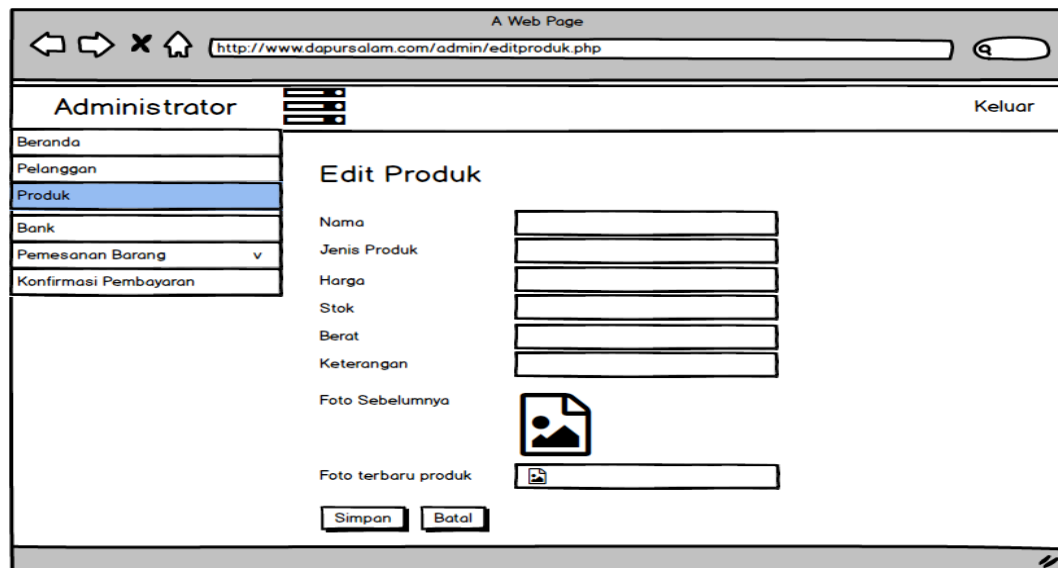 A Web Page
http://www.dapursalam.com/admin/editproduk.php
Administrator
Keluar
Beranda
Pelanggan
Produk
Bank
Pemesanan Barang v
Konfirmasi Pembayaran
Edit Produk
Nama
Jenis Produk
Harga
Stok
Berat
Keterangan
Foto Sebelumnya
Foto terbaru produk
Simpan Batal